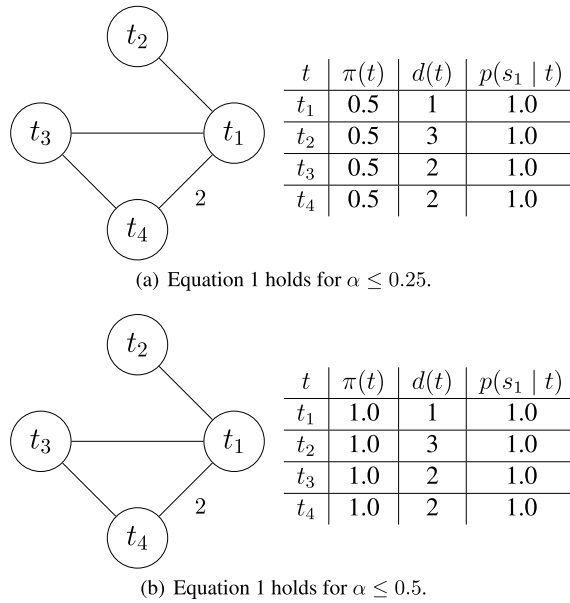 t₂
t₃
t₁
t₄
2
t π(t) d(t) p(s₁ | t)
t₁ 0.5 1 1.0
t₂ 0.5 3 1.0
t₃ 0.5 2 1.0
t₄ 0.5 2 1.0
(a) Equation 1 holds for α ≤ 0.25.
t₂
t₃
t₁
t₄
2
t π(t) d(t) p(s₁ | t)
t₁ 1.0 1 1.0
t₂ 1.0 3 1.0
t₃ 1.0 2 1.0
t₄ 1.0 2 1.0
(b) Equation 1 holds for α ≤ 0.5.